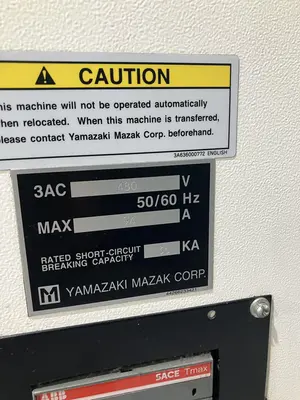 CAUTION
his machine will not be operated automatically
hen relocated. When this machine is transferred,
lease contact Yamazaki Mazak Corp. beforehand.
3A636000772 ENGLISH
3AC V
50/60 Hz
MAX A
RATED SHORT-CIRCUIT
BREAKING CAPACITY KA
M YAMAZAKI MAZAK CORP.
ABB SACE Tmax